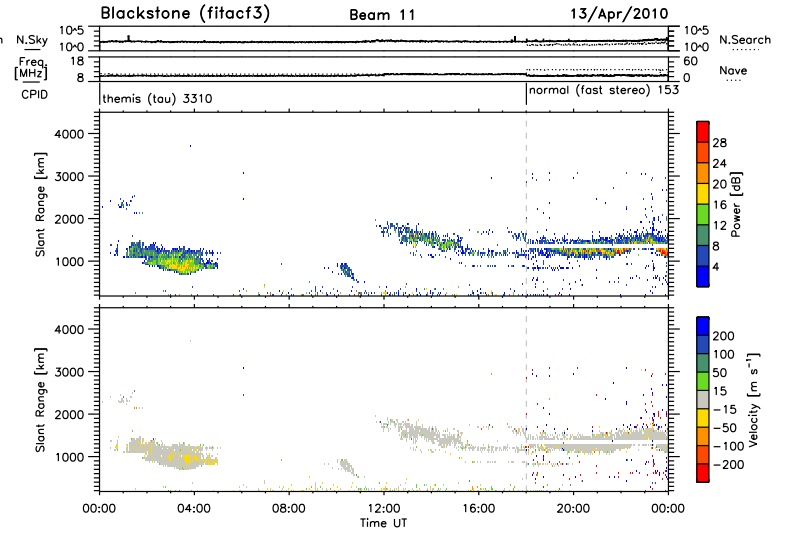 Blackstone (fitacf3) Beam 11 13/Apr/2010
N.Sky 10^5 10^0 10^5 10^0 N.Search
Freq. [MHz] 18 8 60 0 Nave
CPID themis (tau) 3310 normal (fast stereo) 153
Slant Range [km]
4000
3000
2000
1000
28
24
20
16
12
8
4
Power [dB]
Slant Range [km]
4000
3000
2000
1000
200
100
50
15
-15
-50
-100
-200
Velocity [m s⁻¹]
00:00 04:00 08:00 12:00 16:00 20:00 00:00
Time UT